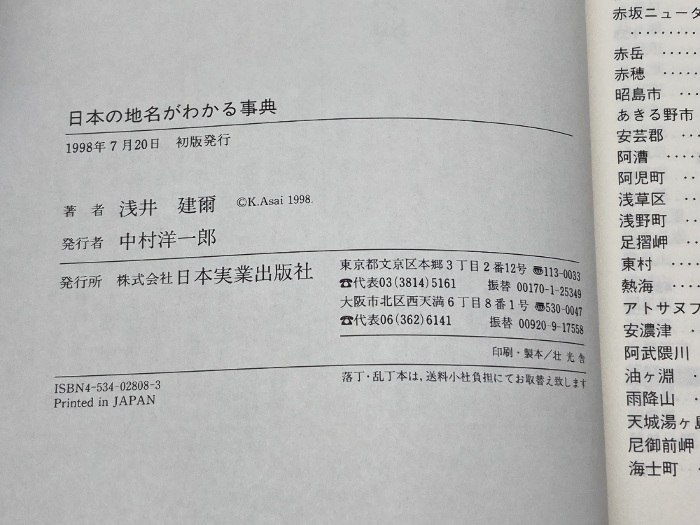 日本の地名がわかる事典
1998年7月20日 初版発行
著 者 浅井 建爾 ©K.Asai 1998.
発行者 中村洋一郎
発行所 株式会社日本実業出版社
東京都文京区本郷3丁目2番12号 〠113-0033
☎代表03(3814)5161 振替 00170-1-25349
大阪市北区西天満6丁目8番1号 〠530-0047
☎代表06(362)6141 振替 00920-9-17558
印刷・製本/壮光舎
落丁・乱丁本は、送料小社負担にてお取替え致します
ISBN4-534-02808-3
Printed in JAPAN
赤坂ニュータ
…………
赤岳 ……
赤穂 ……
昭島市 …
あきる野市
安芸郡 …
阿漕 ……
阿児町 …
浅草区 …
浅野町 …
足摺岬 …
東村 ……
熱海 ……
アトサヌプ
安濃津 …
阿武隈川
油ヶ淵 …
雨降山 …
天城湯ヶ島
尼御前岬
海士町 …